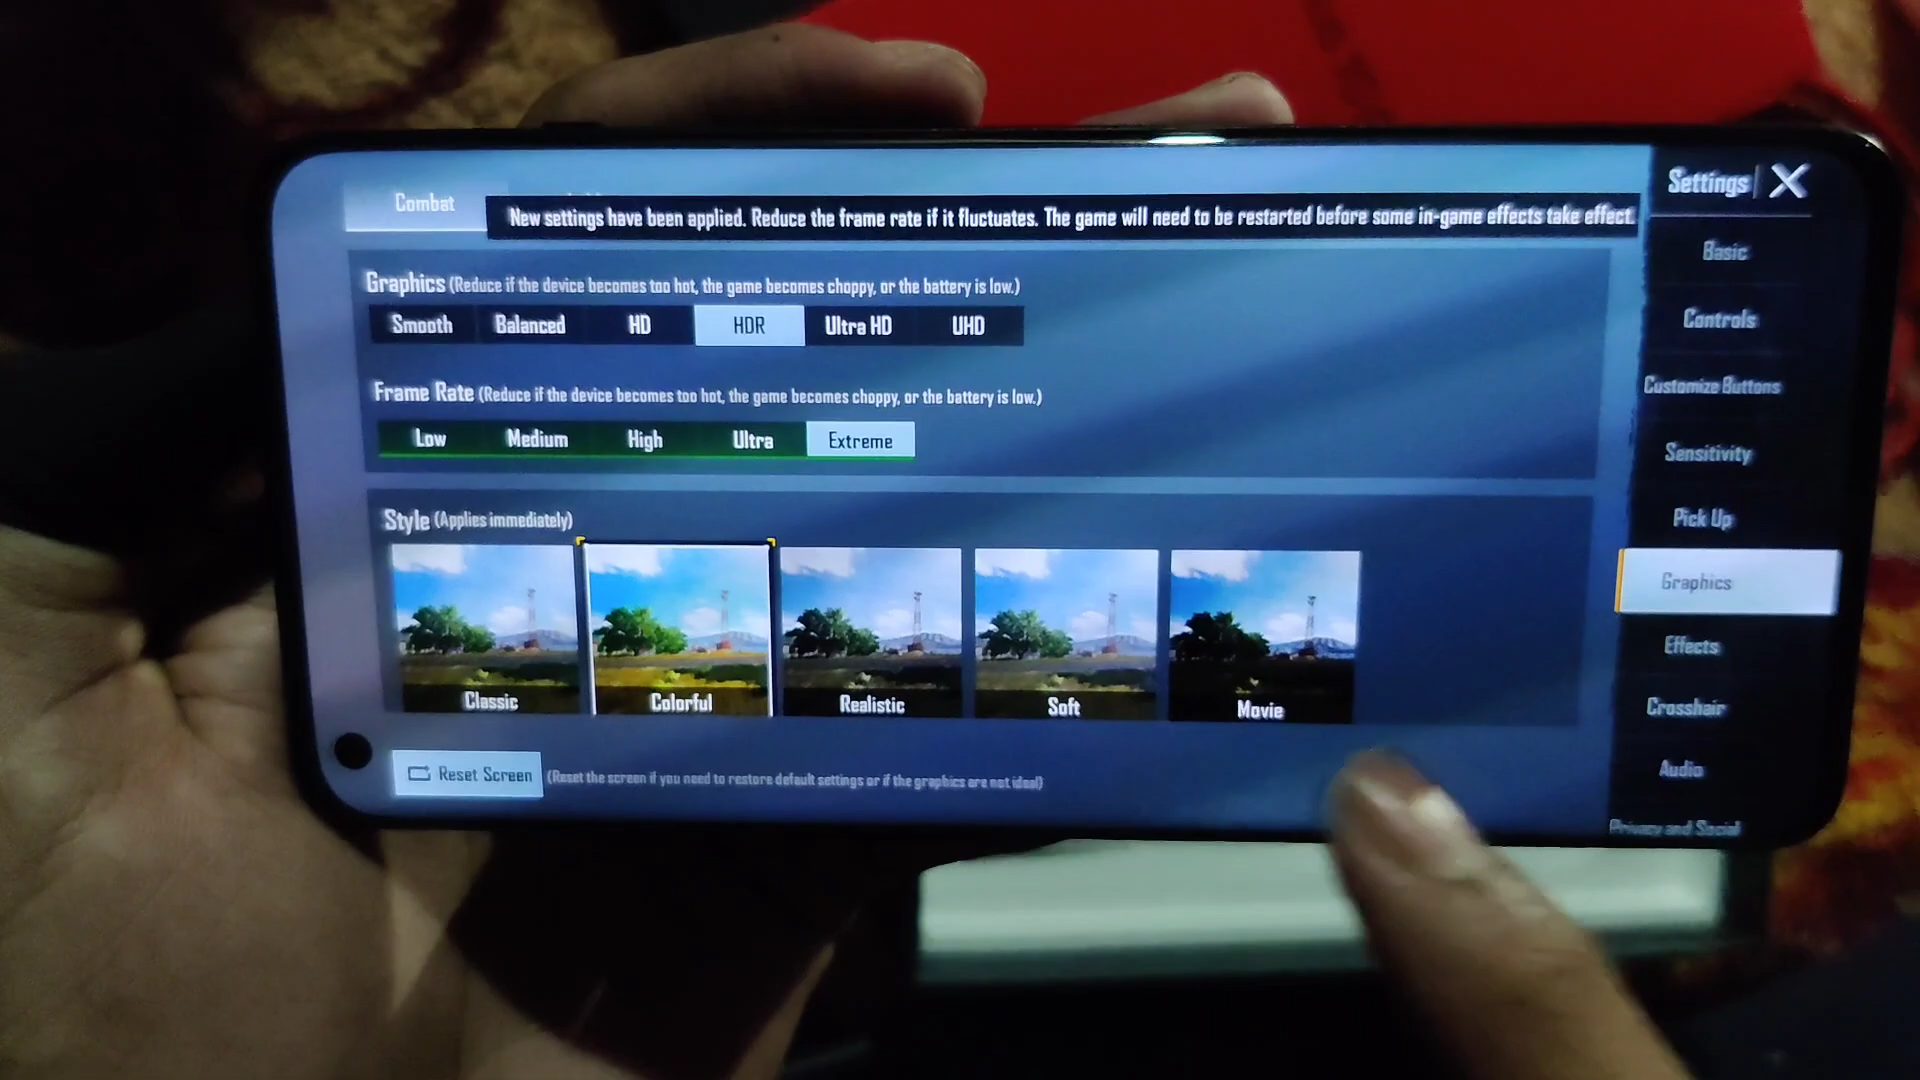 Combat
New settings have been applied. Reduce the frame rate if it fluctuates. The game will need to be restarted before some in-game effects take effect.
Settings
Graphics (Reduce if the device becomes too hot, the game becomes choppy, or the battery is low.)
Smooth Balanced HD HDR Ultra HD UHD
Frame Rate (Reduce if the device becomes too hot, the game becomes choppy, or the battery is low.)
Low Medium High Ultra Extreme
Style (Applies immediately)
Classic Colorful Realistic Soft Movie
Reset Screen (Reset the screen if you need to restore default settings or if the graphics are not ideal)
Basic
Controls
Customize Buttons
Sensitivity
Pick Up
Graphics
Effects
Crosshair
Audio
Privacy and Social